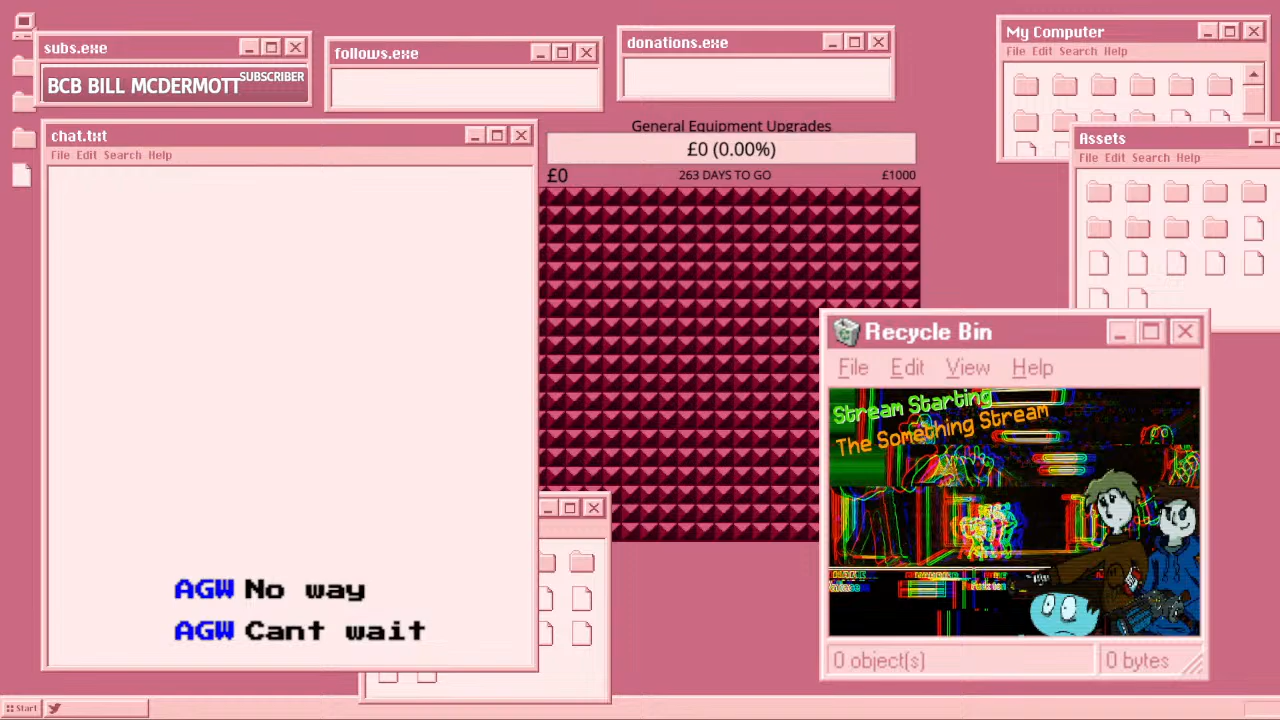 subs.exe
BCB BILL MCDERMOTT SUBSCRIBER
follows.exe
donations.exe
My Computer
File Edit Search Help
chat.txt
File Edit Search Help
General Equipment Upgrades
£0 (0.00%)
£0 263 DAYS TO GO £1000
Assets
File Edit Search Help
Recycle Bin
File Edit View Help
Stream Starting
The Something Stream
AGW No way
AGW Cant wait
0 object(s) 0 bytes
Start